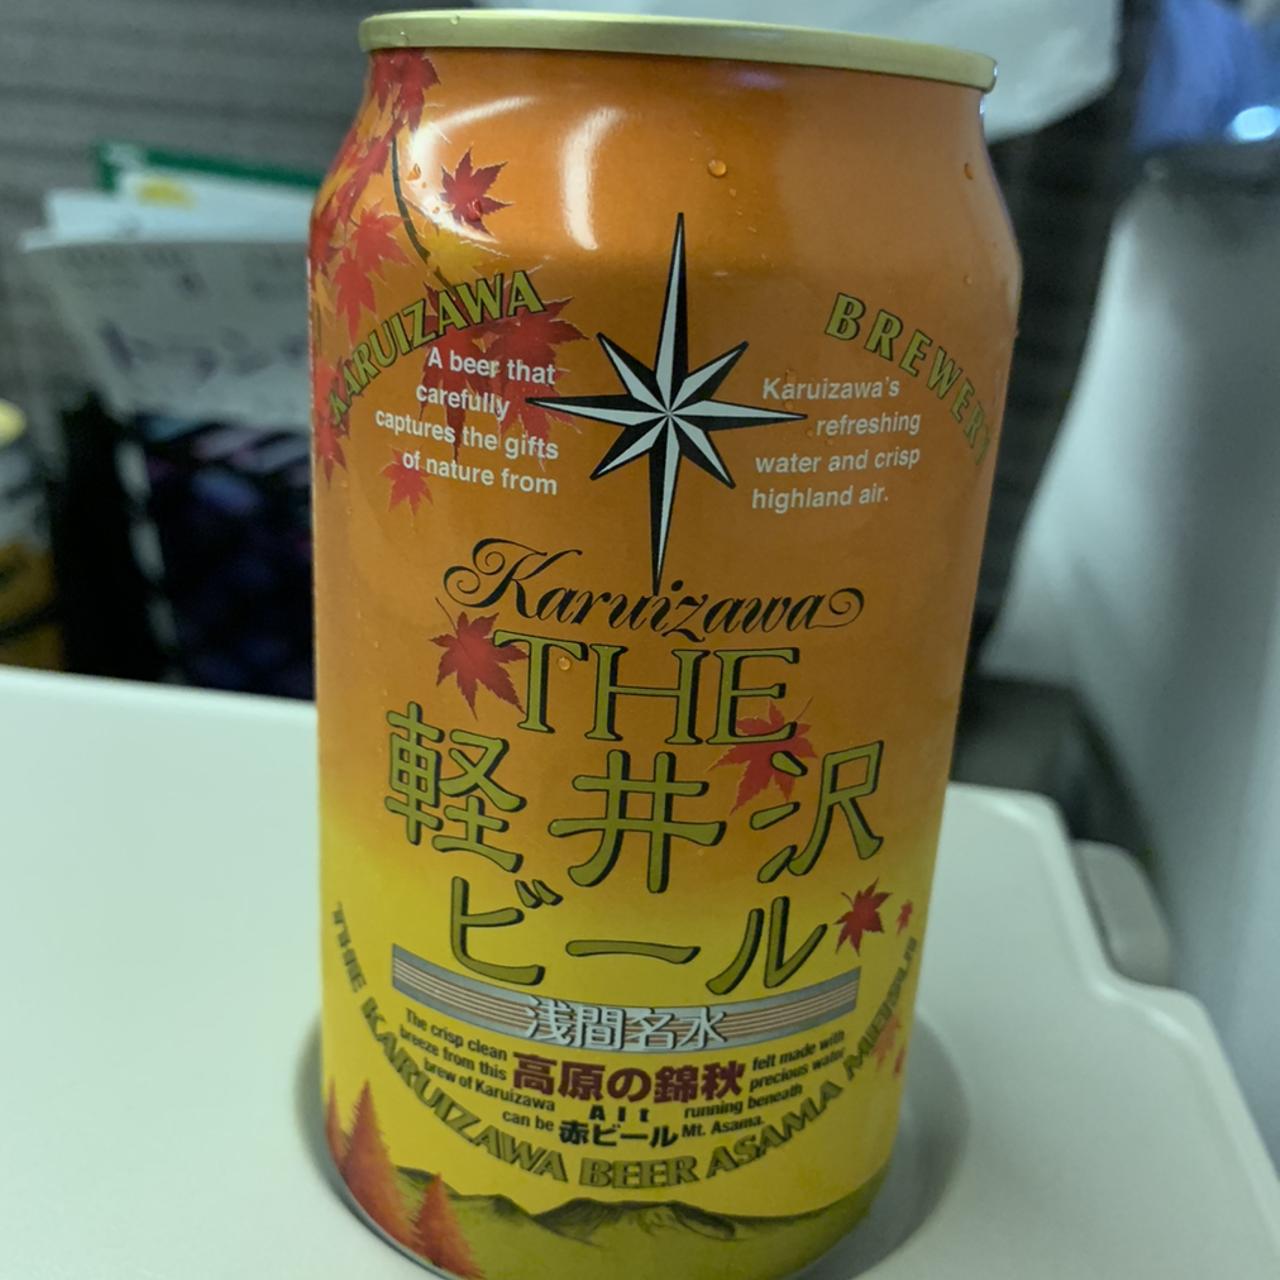 KARUIZAWA
BREWERY
A beer that
carefully
captures the gifts
of nature from
Karuizawa's
refreshing
water and crisp
highland air.
Karuizawa
THE
軽井沢
ビール
浅間名水
The crisp clean
breeze from this
brew of Karuizawa
can be
高原の錦秋
Alt
赤ビール
felt made with
precious water
running beneath
Mt. Asama.
THE KARUIZAWA BEER ASAMA MEISUI